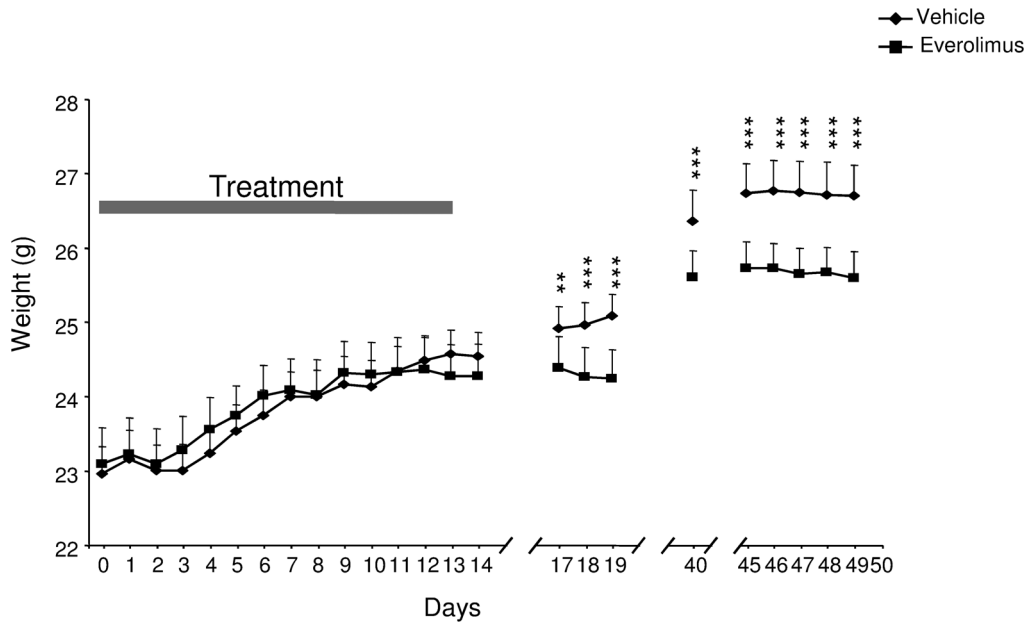 Vehicle
Everolimus
28
27
26
25
24
23
22
Weight (g)
Treatment
** *** ***
***
*** *** *** *** ***
0 1 2 3 4 5 6 7 8 9 10 11 12 13 14 17 18 19 40 45 46 47 48 49 50
Days